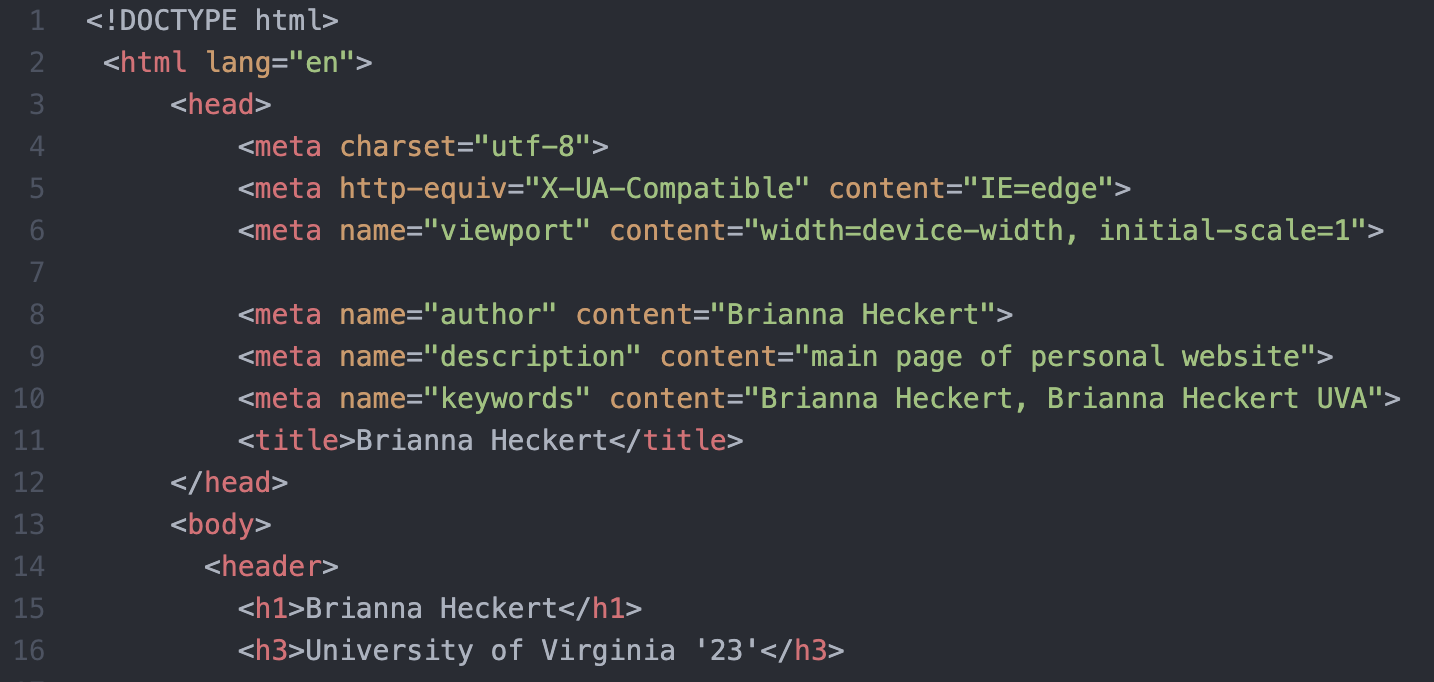 1 <!DOCTYPE html>
2 <html lang="en">
3 <head>
4 <meta charset="utf-8">
5 <meta http-equiv="X-UA-Compatible" content="IE=edge">
6 <meta name="viewport" content="width=device-width, initial-scale=1">
7
8 <meta name="author" content="Brianna Heckert">
9 <meta name="description" content="main page of personal website">
10 <meta name="keywords" content="Brianna Heckert, Brianna Heckert UVA">
11 <title>Brianna Heckert</title>
12 </head>
13 <body>
14 <header>
15 <h1>Brianna Heckert</h1>
16 <h3>University of Virginia '23'</h3>